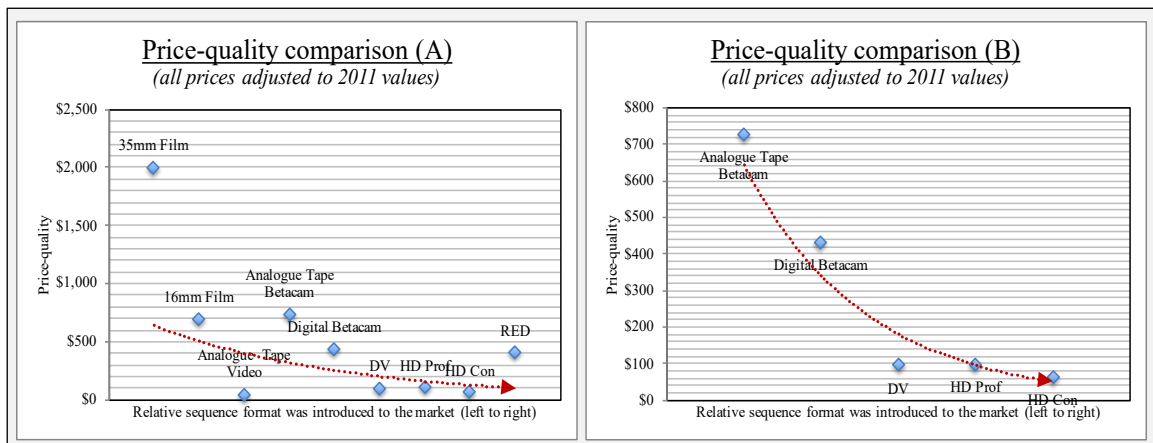 Price-quality comparison (A)
(all prices adjusted to 2011 values)
$2,500
$2,000
$1,500
$1,000
$500
$0
Price-quality
35mm Film
16mm Film
Analogue Tape
Video
Analogue Tape
Betacam
Digital Betacam
DV
HD Prof
HD Con
RED
Relative sequence format was introduced to the market (left to right)
Price-quality comparison (B)
(all prices adjusted to 2011 values)
$800
$700
$600
$500
$400
$300
$200
$100
$0
Price-quality
Analogue Tape
Betacam
Digital Betacam
DV
HD Prof
HD Con
Relative sequence format was introduced to the market (left to right)